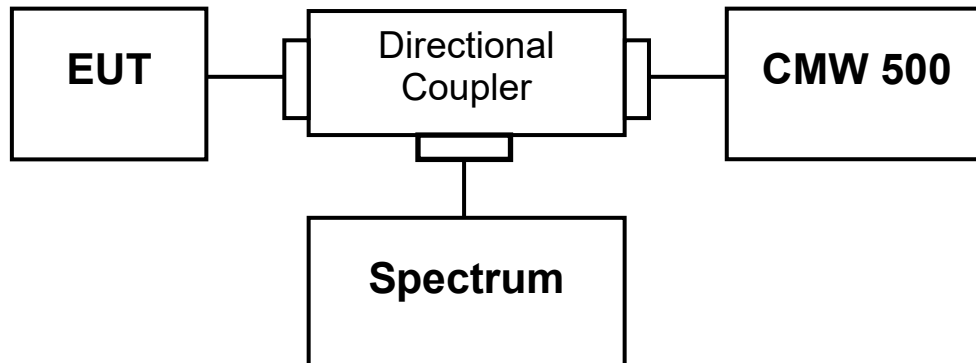 EUT
Directional
Coupler
CMW 500
Spectrum